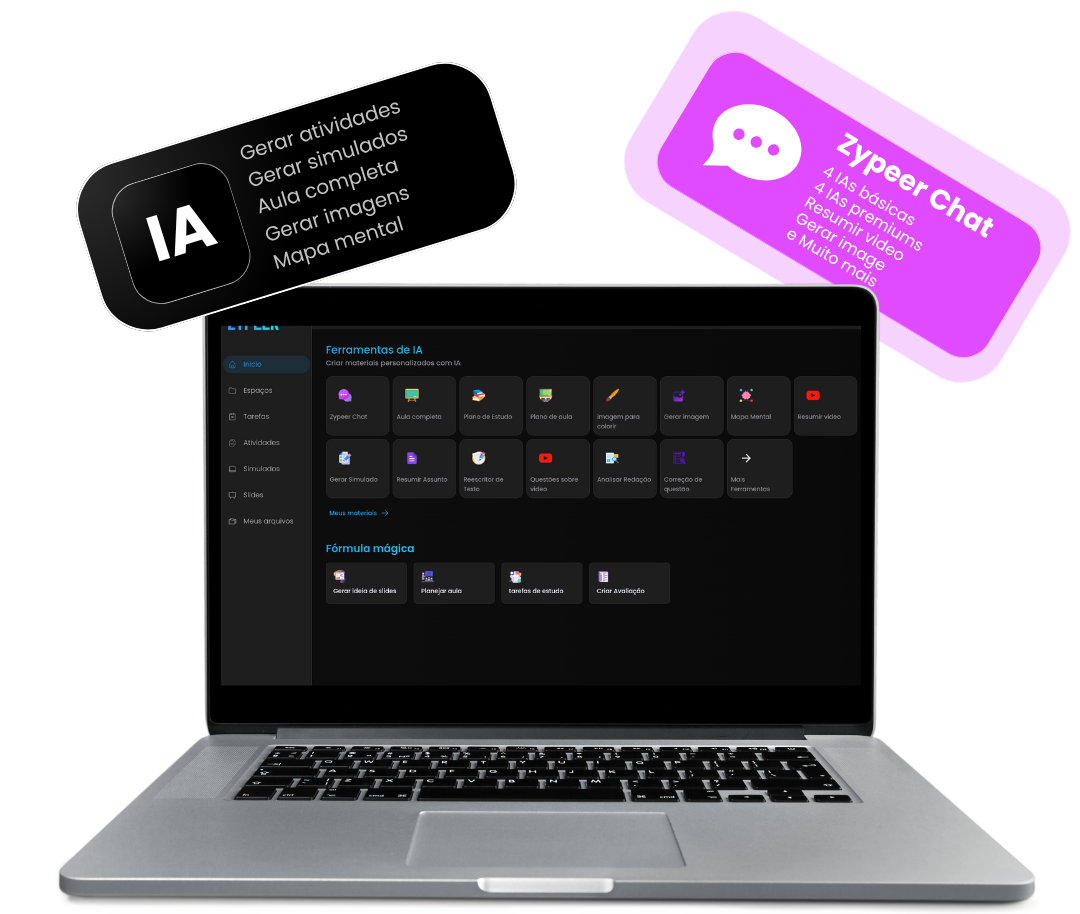 IA
Gerar atividades
Gerar simulados
Aula completa
Gerar imagens
Mapa mental
Zypeer Chat
4 IAs básicas
4 IAs premiums
Resumir video
Gerar image
e Muito mais
Início
Espaços
Tarefas
Atividades
Simulados
Slides
Meus arquivos
Ferramentas de IA
Criar materiais personalizados com IA
Zypeer Chat
Aula completa
Plano de Estudo
Plano de aula
Imagem para
colorir
Gerar Imagem
Mapa Mental
Resumir video
Gerar Simulado
Resumir Assunto
Reescritor de
Texto
Questões sobre
video
Analisar Redação
Correção de
questão
Mais
Ferramentas
Meus materiais
Fórmula mágica
Gerar ideia de slides
Planejar aula
tarefas de estudo
Criar Avaliação